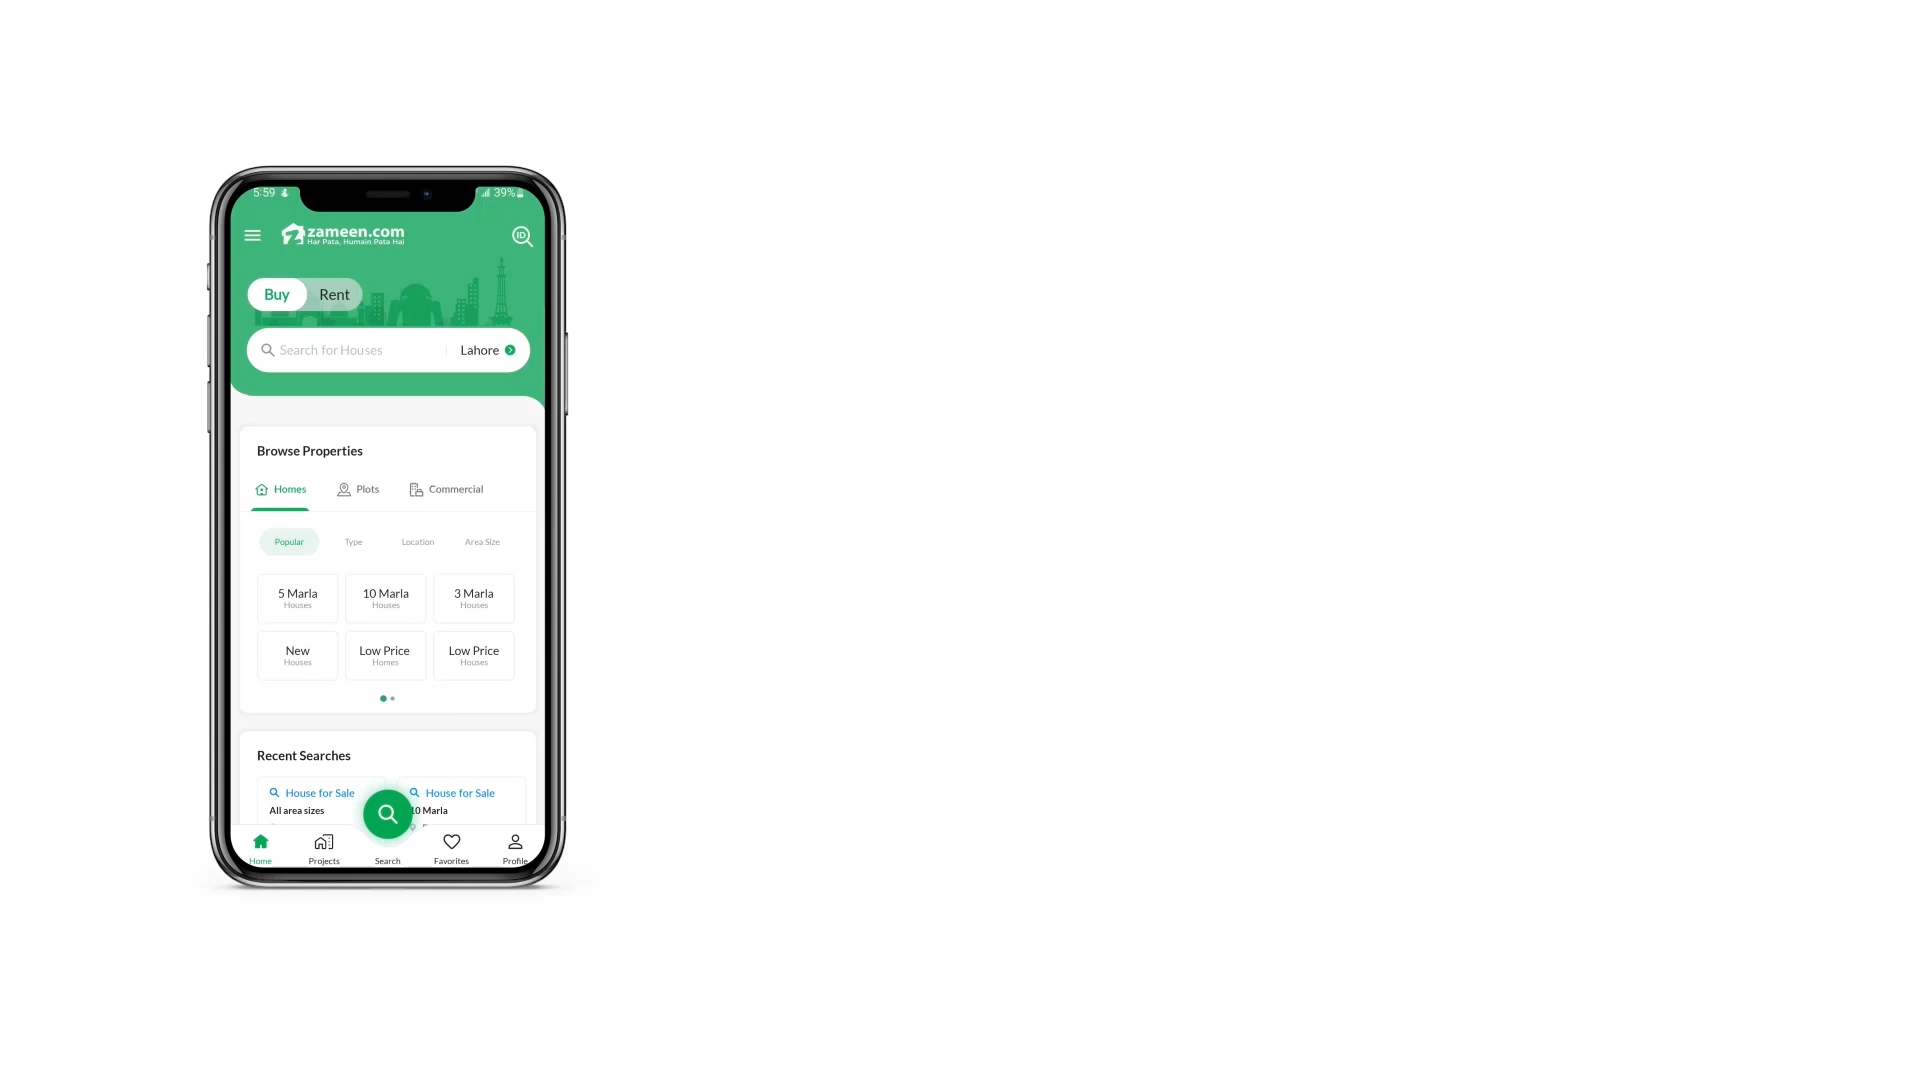 5:59
39%
zameen.com
Har Pata, Humain Pata Hai
ID
Buy Rent
Search for Houses Lahore
Browse Properties
Homes Plots Commercial
Popular Type Location Area Size
5 Marla 10 Marla 3 Marla
Houses Houses Houses
New Low Price Low Price
Houses Homes Houses
Recent Searches
House for Sale House for Sale
All area sizes 10 Marla
Home Projects Search Favorites Profile